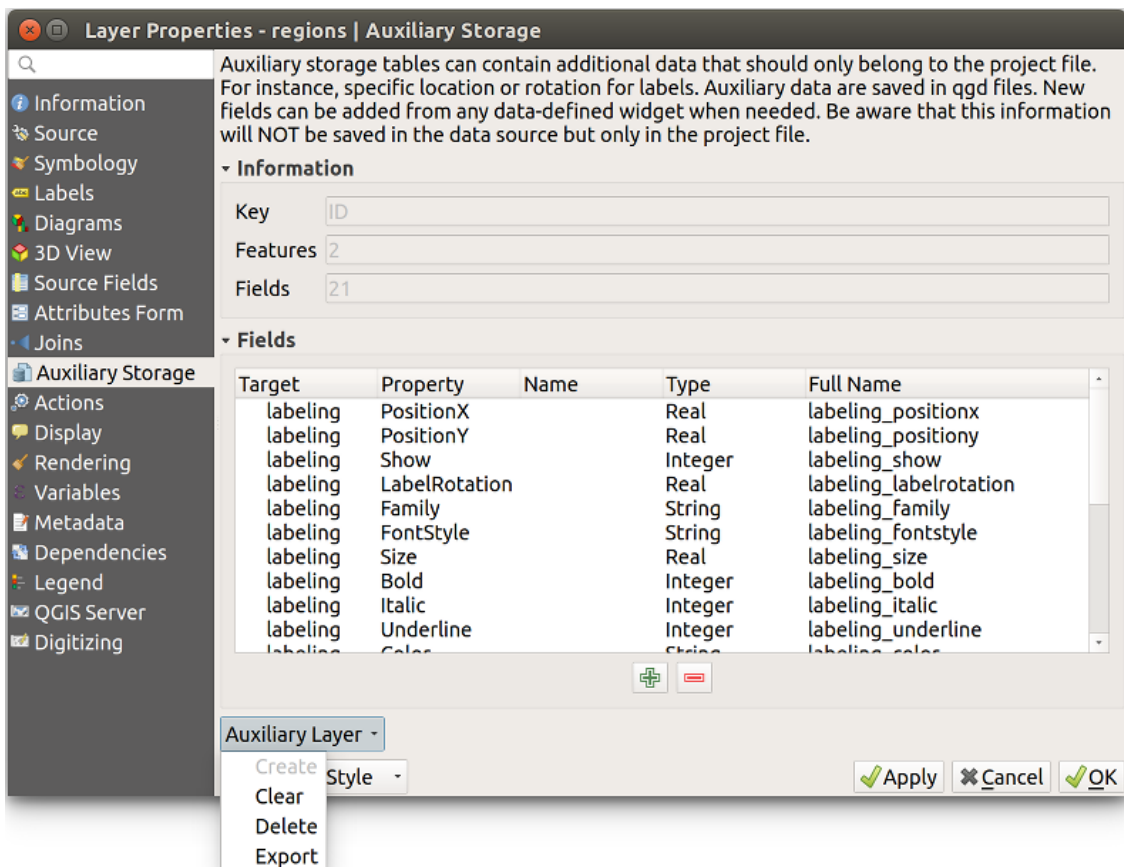 Layer Properties - regions | Auxiliary Storage
Information
Source
Symbology
Labels
Diagrams
3D View
Source Fields
Attributes Form
Joins
Auxiliary Storage
Actions
Display
Rendering
Variables
Metadata
Dependencies
Legend
QGIS Server
Digitizing
Auxiliary storage tables can contain additional data that should only belong to the project file.
For instance, specific location or rotation for labels. Auxiliary data are saved in qgd files. New
fields can be added from any data-defined widget when needed. Be aware that this information
will NOT be saved in the data source but only in the project file.
Information
Key ID
Features 2
Fields 21
Fields
Target Property Name Type Full Name
labeling PositionX Real labeling_positionx
labeling PositionY Real labeling_positiony
labeling Show Integer labeling_show
labeling LabelRotation Real labeling_labelrotation
labeling Family String labeling_family
labeling FontStyle String labeling_fontstyle
labeling Size Real labeling_size
labeling Bold Integer labeling_bold
labeling Italic Integer labeling_italic
labeling Underline Integer labeling_underline
labeling Color String labeling_color
Auxiliary Layer
Create
Clear
Delete
Export
Style
Apply Cancel OK